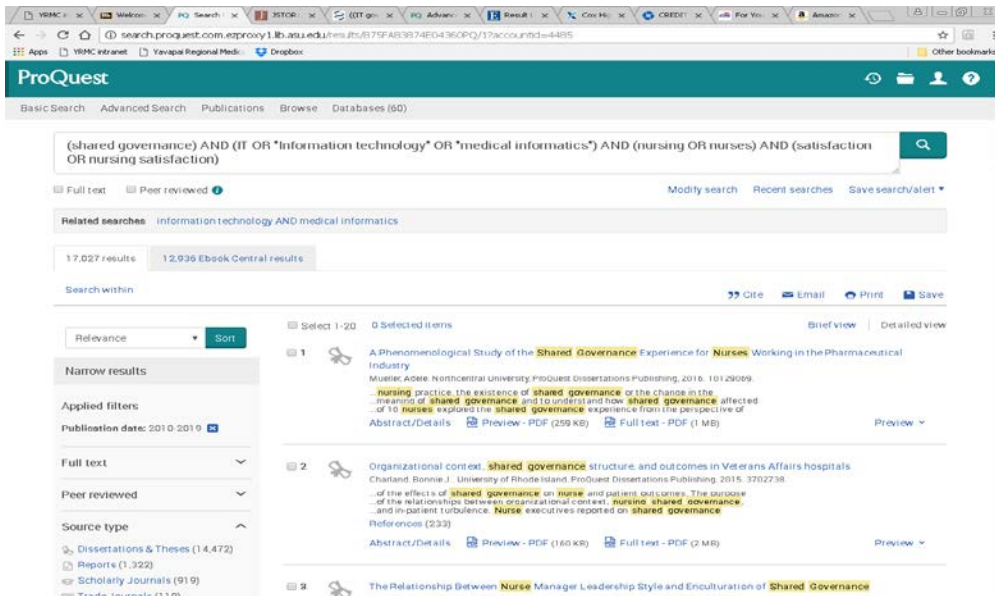 YRMC Welcom PQ Search JSTOR PQ Advanc Result Cox He CREDIT For You Amazon
search.proquest.com.ezproxy1.lib.asu.edu/results/B75FAB3B74E04360PQ/1?accountid=4485
Apps YRMC intranet Yavapai Regional Medic Dropbox Other bookmarks
ProQuest
Basic Search Advanced Search Publications Browse Databases (60)
(shared governance) AND (IT OR "Information technology" OR "medical informatics") AND (nursing OR nurses) AND (satisfaction
OR nursing satisfaction)
Full text Peer reviewed Modify search Recent searches Save search/alert
Related searches information technology AND medical informatics
17,027 results 12,936 Ebook Central results
Search within Cite Email Print Save
Relevance Sort Select 1-20 0 Selected items Brief view Detailed view
1 A Phenomenological Study of the Shared Governance Experience for Nurses Working in the Pharmaceutical
Industry
Narrow results
Mueller, Adele. Northcentral University, ProQuest Dissertations Publishing, 2016. 10129069.
...nursing practice, the existence of shared governance or the change in the
...meaning of shared governance and to understand how shared governance affected
...of 10 nurses explored the shared governance experience from the perspective of
Applied filters
Abstract/Details Preview - PDF (259 KB) Full text - PDF (1 MB) Preview
Publication date: 2010-2019
Full text
2 Organizational context, shared governance structure, and outcomes in Veterans Affairs hospitals
Charland, Bonnie J. University of Rhode Island, ProQuest Dissertations Publishing, 2015. 3702738.
...of the effects of shared governance on nurse and patient outcomes. The purpose
...of the relationships between organizational context, nursing shared governance,
...and in-patient turbulence. Nurse executives reported on shared governance
Peer reviewed
References (233)
Source type
Abstract/Details Preview - PDF (160 KB) Full text - PDF (2 MB) Preview
Dissertations & Theses (14,472)
Reports (1,322)
Scholarly Journals (919)
3 The Relationship Between Nurse Manager Leadership Style and Enculturation of Shared Governance